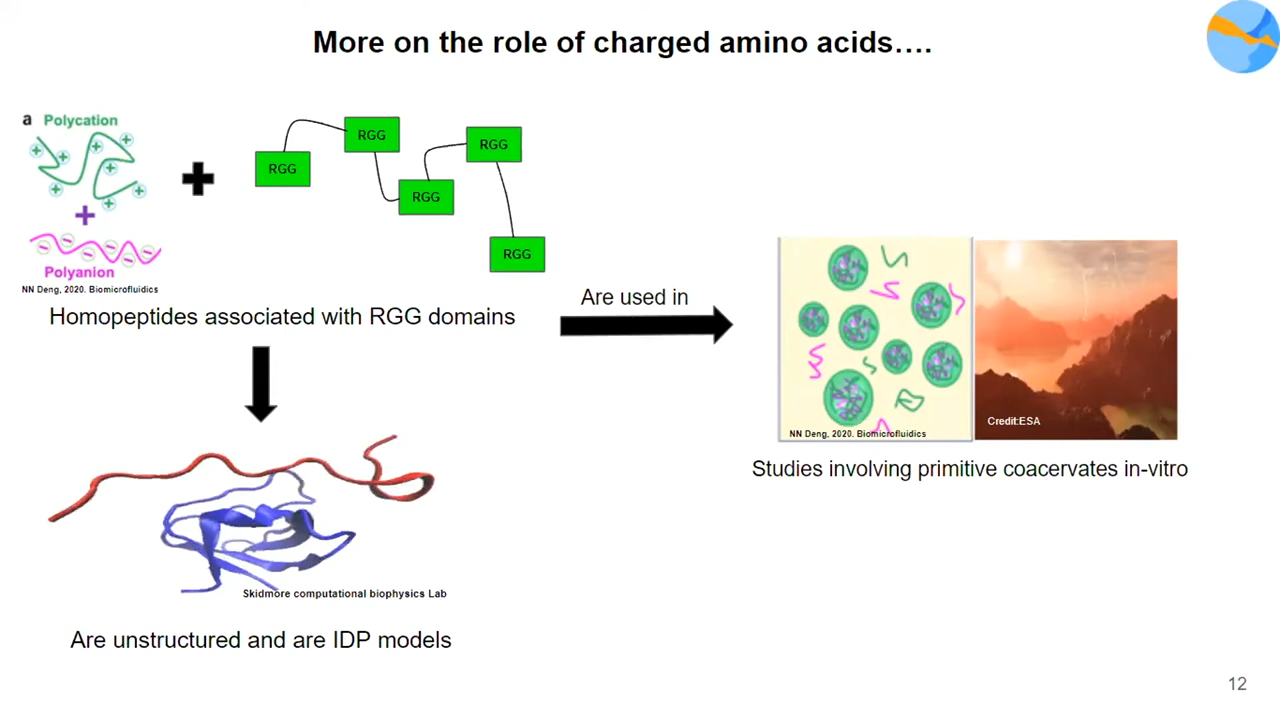 More on the role of charged amino acids....
a Polycation
Polyanion
NN Deng, 2020. Biomicrofluidics
RGG
RGG
RGG
RGG
RGG
Homopeptides associated with RGG domains
Are used in
NN Deng, 2020. Biomicrofluidics
Credit:ESA
Studies involving primitive coacervates in-vitro
Skidmore computational biophysics Lab
Are unstructured and are IDP models
12